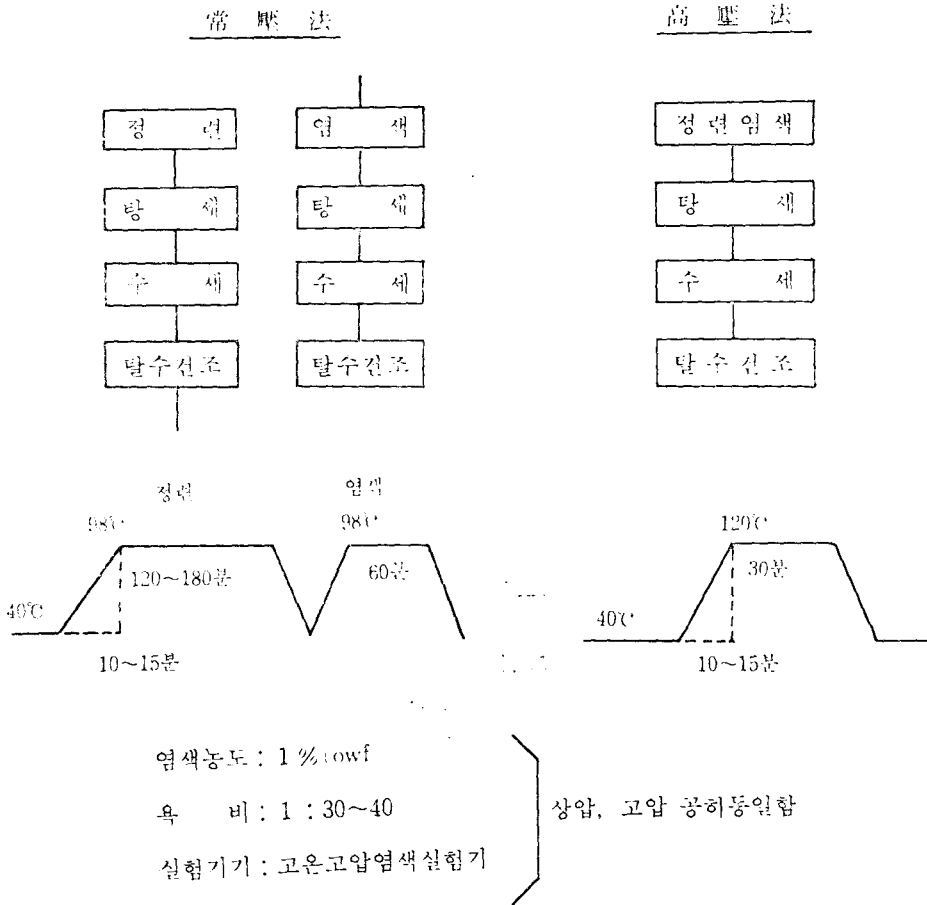 常壓法
高壓法
정련
염색
정련염색
탕세
탕세
탕세
수세
수세
수세
탈수건조
탈수건조
탈수건조
정련
염색
98℃
98℃
120℃
120~180분
60분
30분
40℃
40℃
10~15분
10~15분
염색농도 : 1 % owf
욕비 : 1 : 30~40
상압, 고압 공히동일함
실험기기 : 고온고압염색실험기